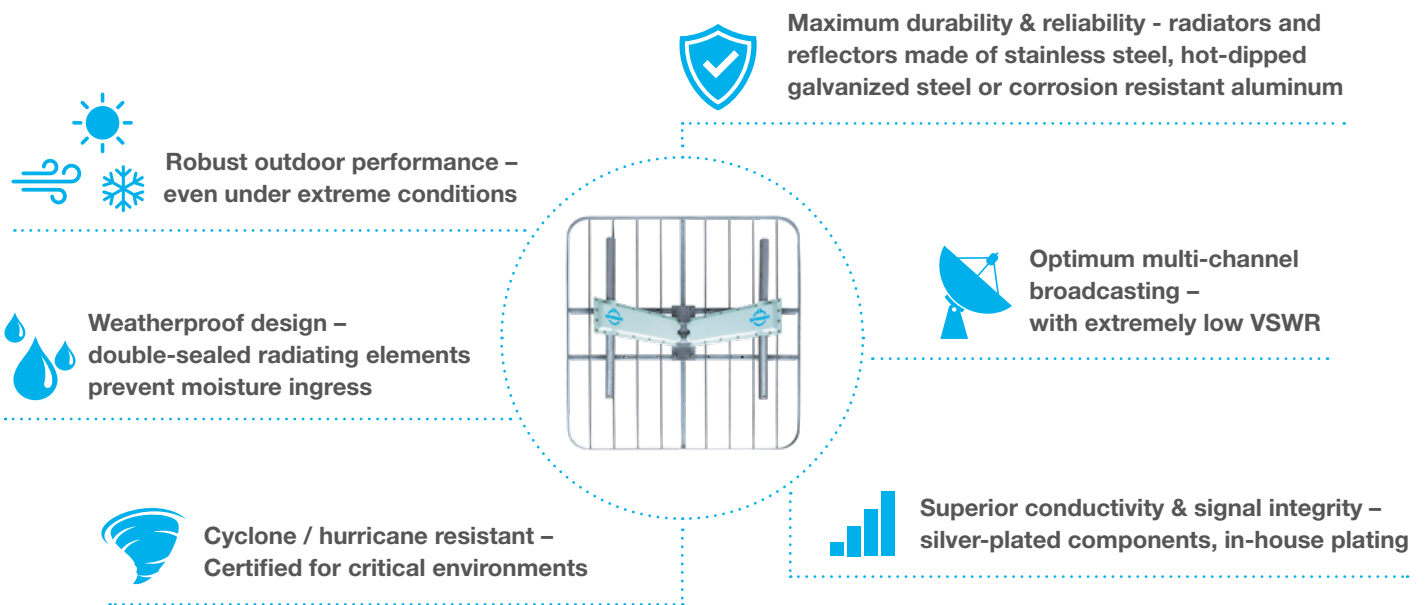 Maximum durability & reliability - radiators and
reflectors made of stainless steel, hot-dipped
galvanized steel or corrosion resistant aluminum
Robust outdoor performance –
even under extreme conditions
Optimum multi-channel
broadcasting –
with extremely low VSWR
Weatherproof design –
double-sealed radiating elements
prevent moisture ingress
Superior conductivity & signal integrity –
silver-plated components, in-house plating
Cyclone / hurricane resistant –
Certified for critical environments